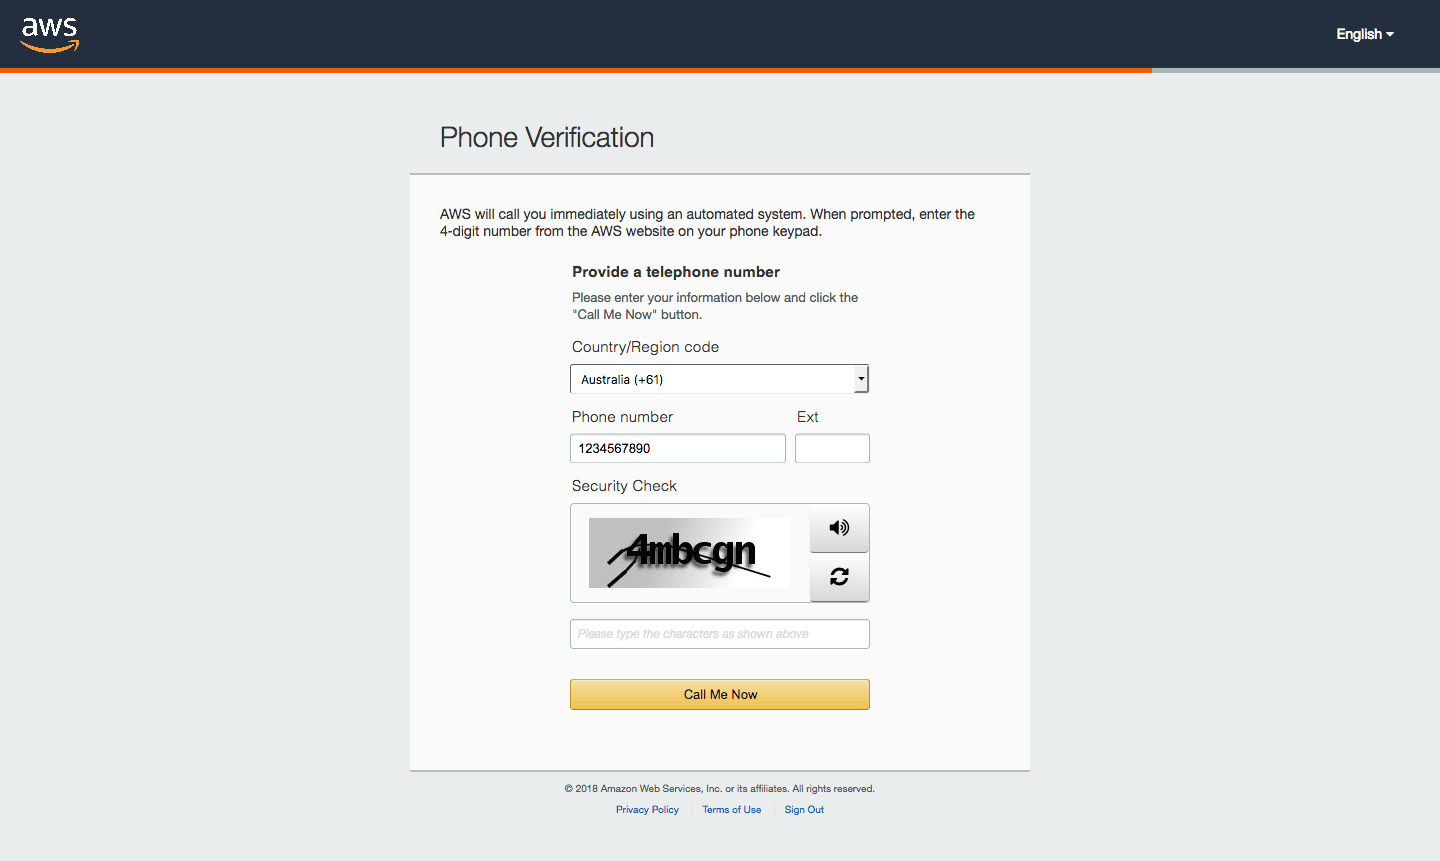 aws
English
Phone Verification
AWS will call you immediately using an automated system. When prompted, enter the
4-digit number from the AWS website on your phone keypad.
Provide a telephone number
Please enter your information below and click the
"Call Me Now" button.
Country/Region code
Australia (+61)
Phone number Ext
1234567890
Security Check
4mbcgn
Please type the characters as shown above
Call Me Now
© 2018 Amazon Web Services, Inc. or its affiliates. All rights reserved.
Privacy Policy Terms of Use Sign Out